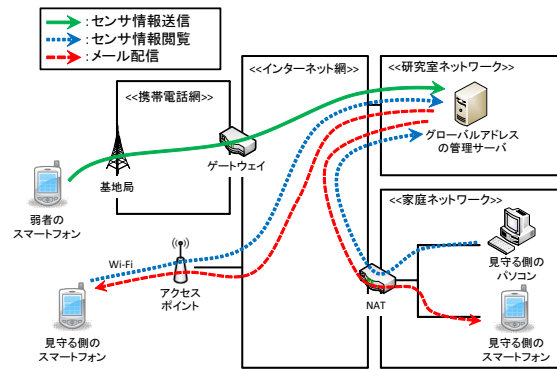 ：センサ情報送信
：センサ情報閲覧
：メール配信
<<携帯電話網>>
<<インターネット網>>
<<研究室ネットワーク>>
グローバルアドレス
の管理サーバ
ゲートウェイ
基地局
弱者の
スマートフォン
<<家庭ネットワーク>>
見守る側の
パソコン
Wi-Fi
アクセス
ポイント
NAT
見守る側の
スマートフォン
見守る側の
スマートフォン